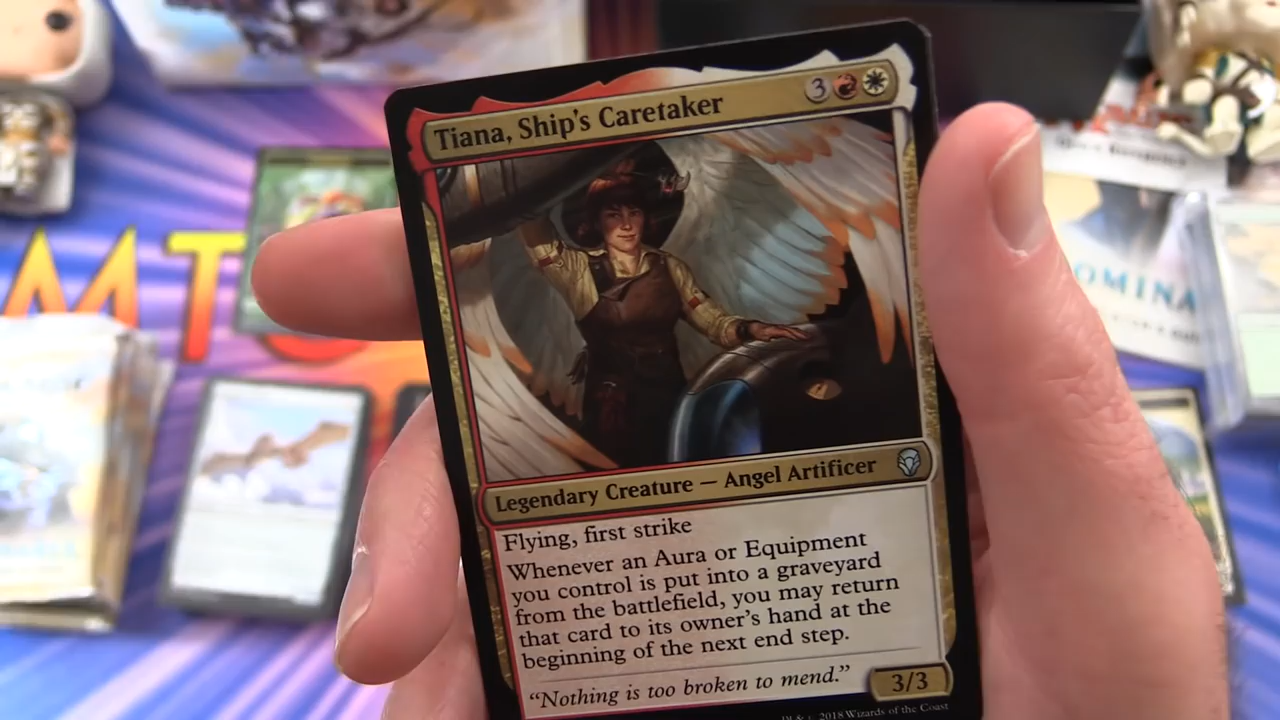 Tiana, Ship's Caretaker
3
MT
OMINA
Legendary Creature — Angel Artificer
Flying, first strike
Whenever an Aura or Equipment
you control is put into a graveyard
from the battlefield, you may return
that card to its owner's hand at the
beginning of the next end step.
"Nothing is too broken to mend."
3/3
2018 Wizards of the Coast